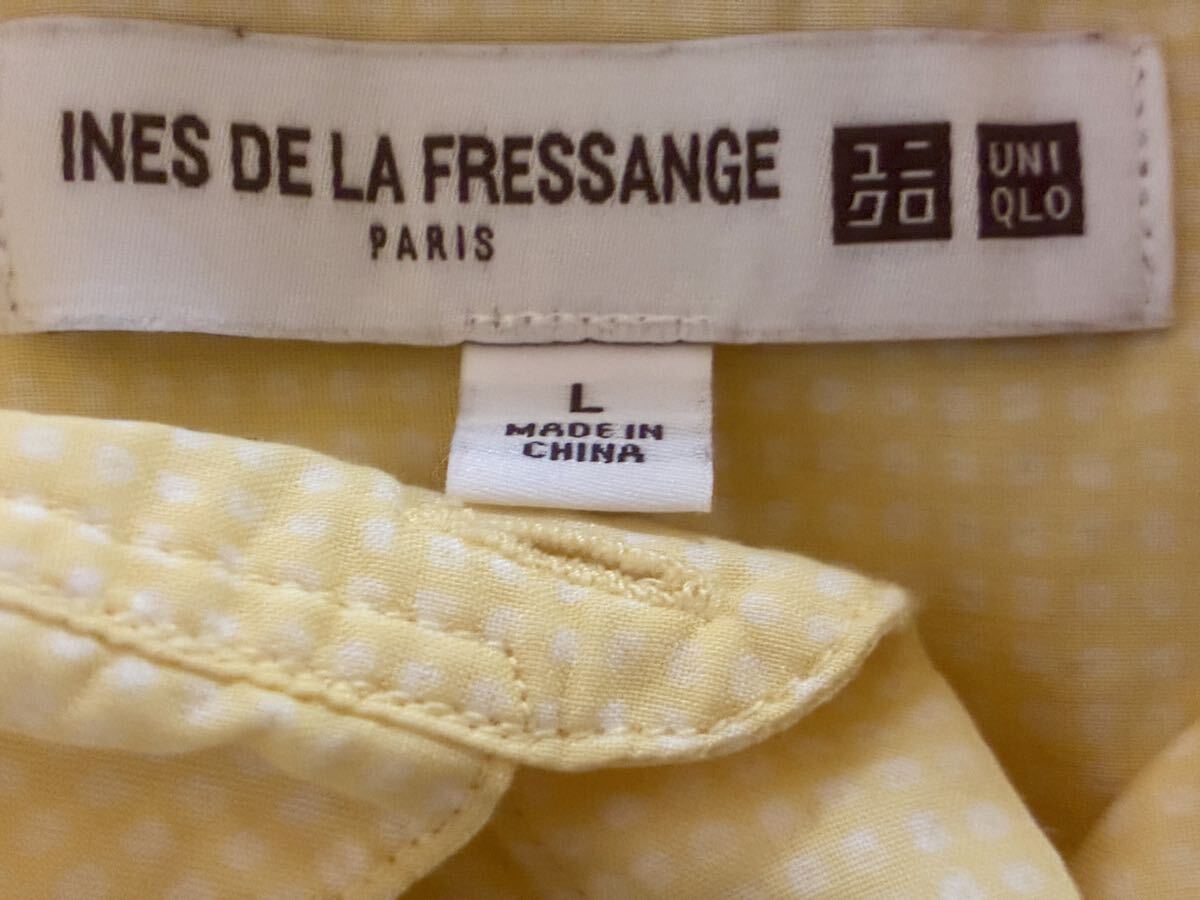 INES DE LA FRESSANGE
PARIS
ユニ
クロ
UNI
QLO
L
MADE IN
CHINA